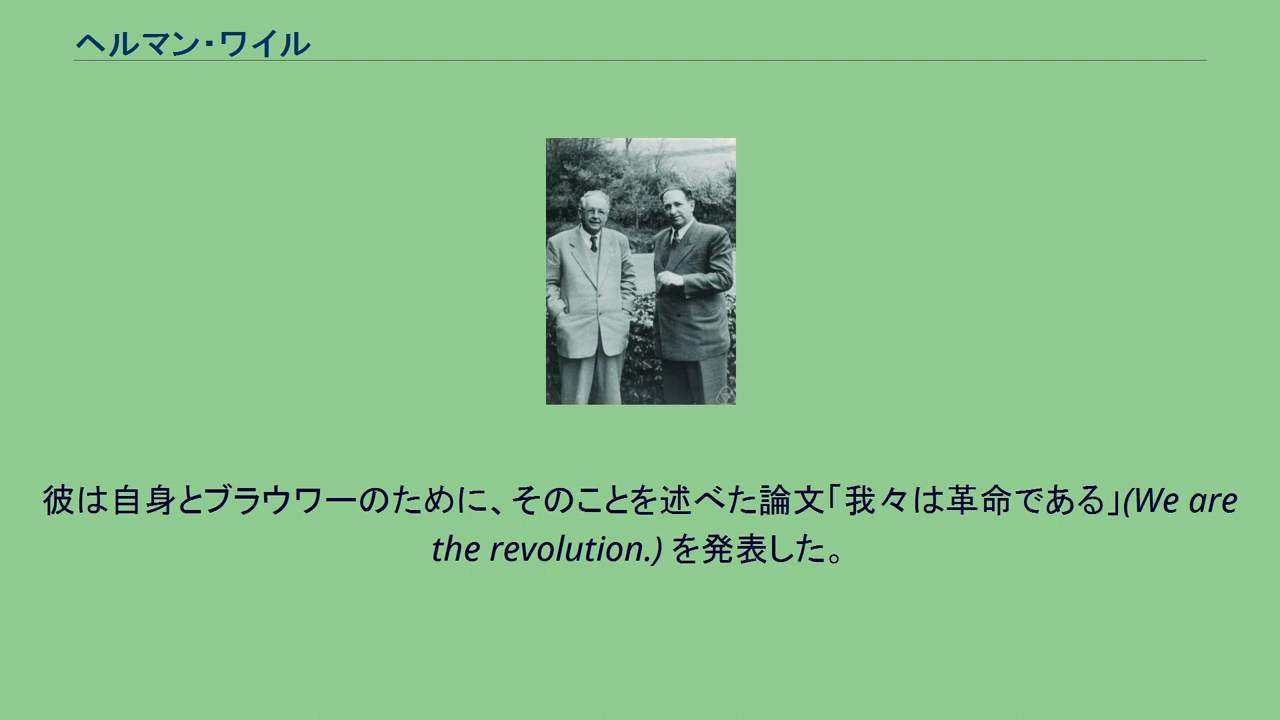 ヘルマン・ワイル
彼は自身とブラウワーのために、そのことを述べた論文「我々は革命である」(We are
the revolution.) を発表した。